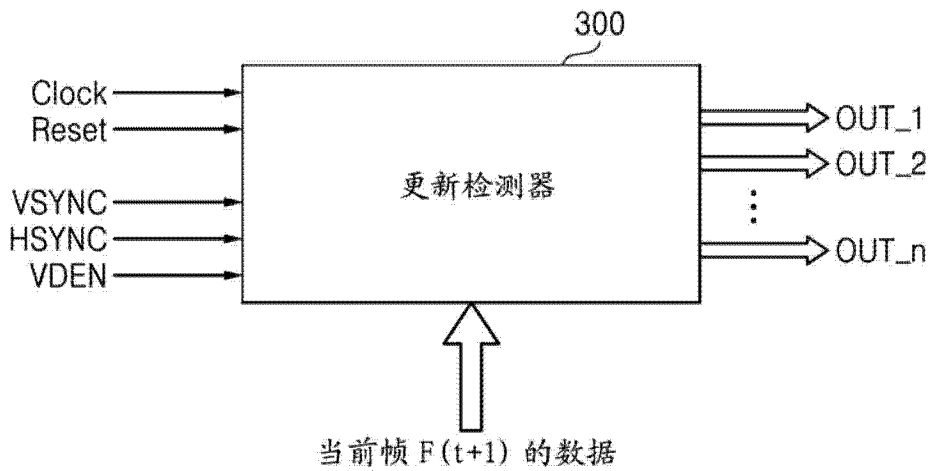 300
Clock
Reset
VSYNC
HSYNC
VDEN
更新检测器
OUT_1
OUT_2
OUT_n
当前帧 F(t+1) 的数据